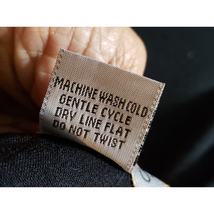 MACHINE WASH COLD
GENTLE CYCLE
DRY LINE FLAT
DO NOT TWIST